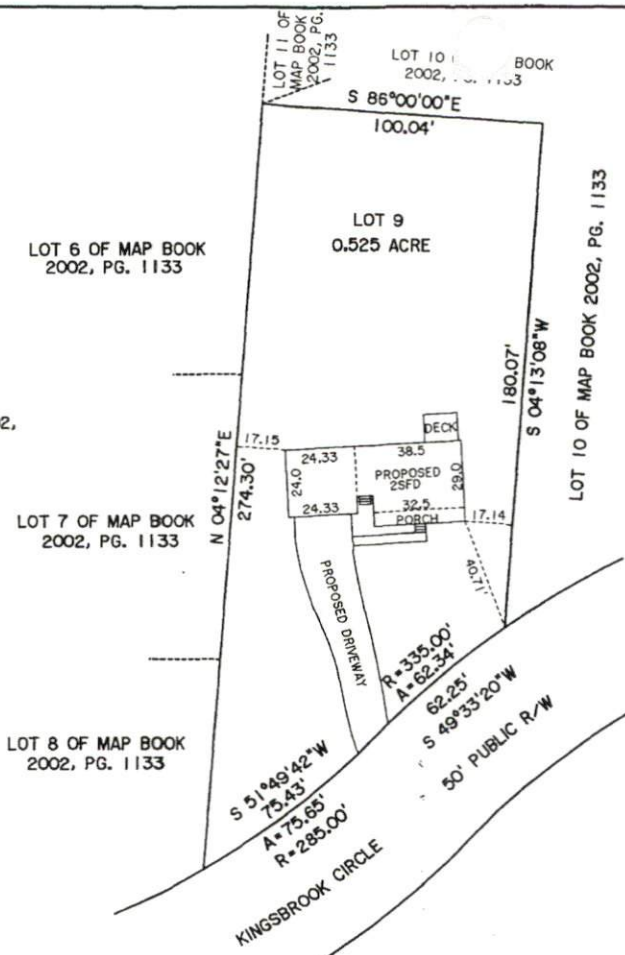 LOT 11 OF
MAP BOOK
2002, PG.
1133
LOT 10 BOOK
2002, PG. 1133
S 86°00'00"E
100.04'
LOT 9
0.525 ACRE
LOT 6 OF MAP BOOK
2002, PG. 1133
LOT 10 OF MAP BOOK 2002, PG. 1133
180.07'
S 04°13'08"W
N 04°12'27"E
274.30'
LOT 7 OF MAP BOOK
2002, PG. 1133
17.15
24.33
24.0
24.33
38.5
DECK
PROPOSED
2SFD
29.0
32.5
PORCH
17.14
40.71'
PROPOSED DRIVEWAY
LOT 8 OF MAP BOOK
2002, PG. 1133
R=335.00'
A=62.34'
62.25'
S 49°33'20"W
S 51°49'42"W
75.43'
A=75.65'
R=285.00'
50' PUBLIC R/W
KINGSBROOK CIRCLE